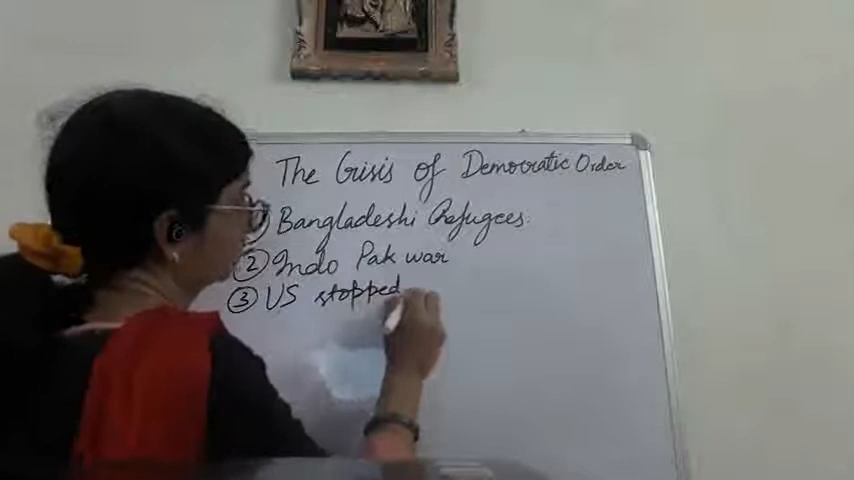 The Crisis of Democratic Order
Bangladeshi Refugees.
② Indo Pak war
③ US stopped